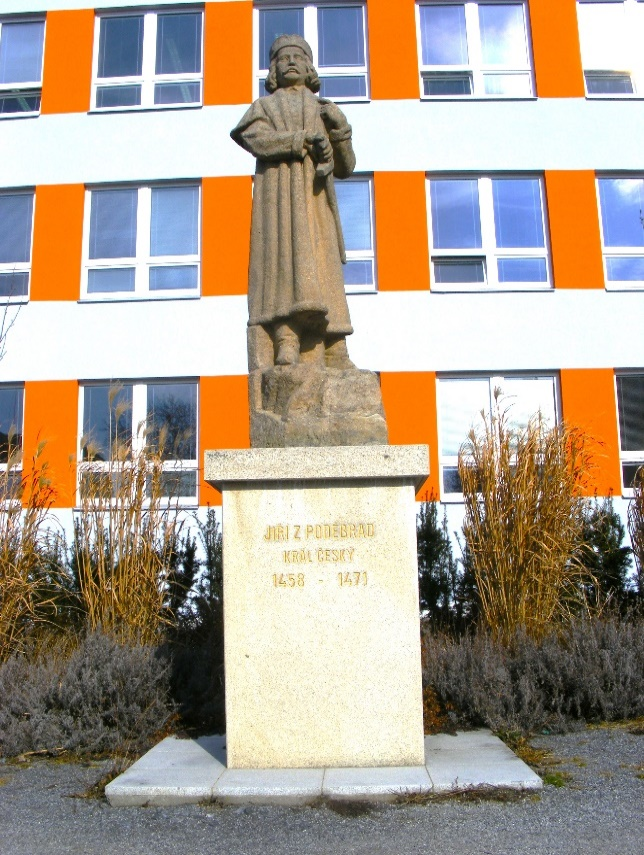 JIŘÍ Z PODĚBRAD
KRÁL ČESKÝ
1458 - 1471